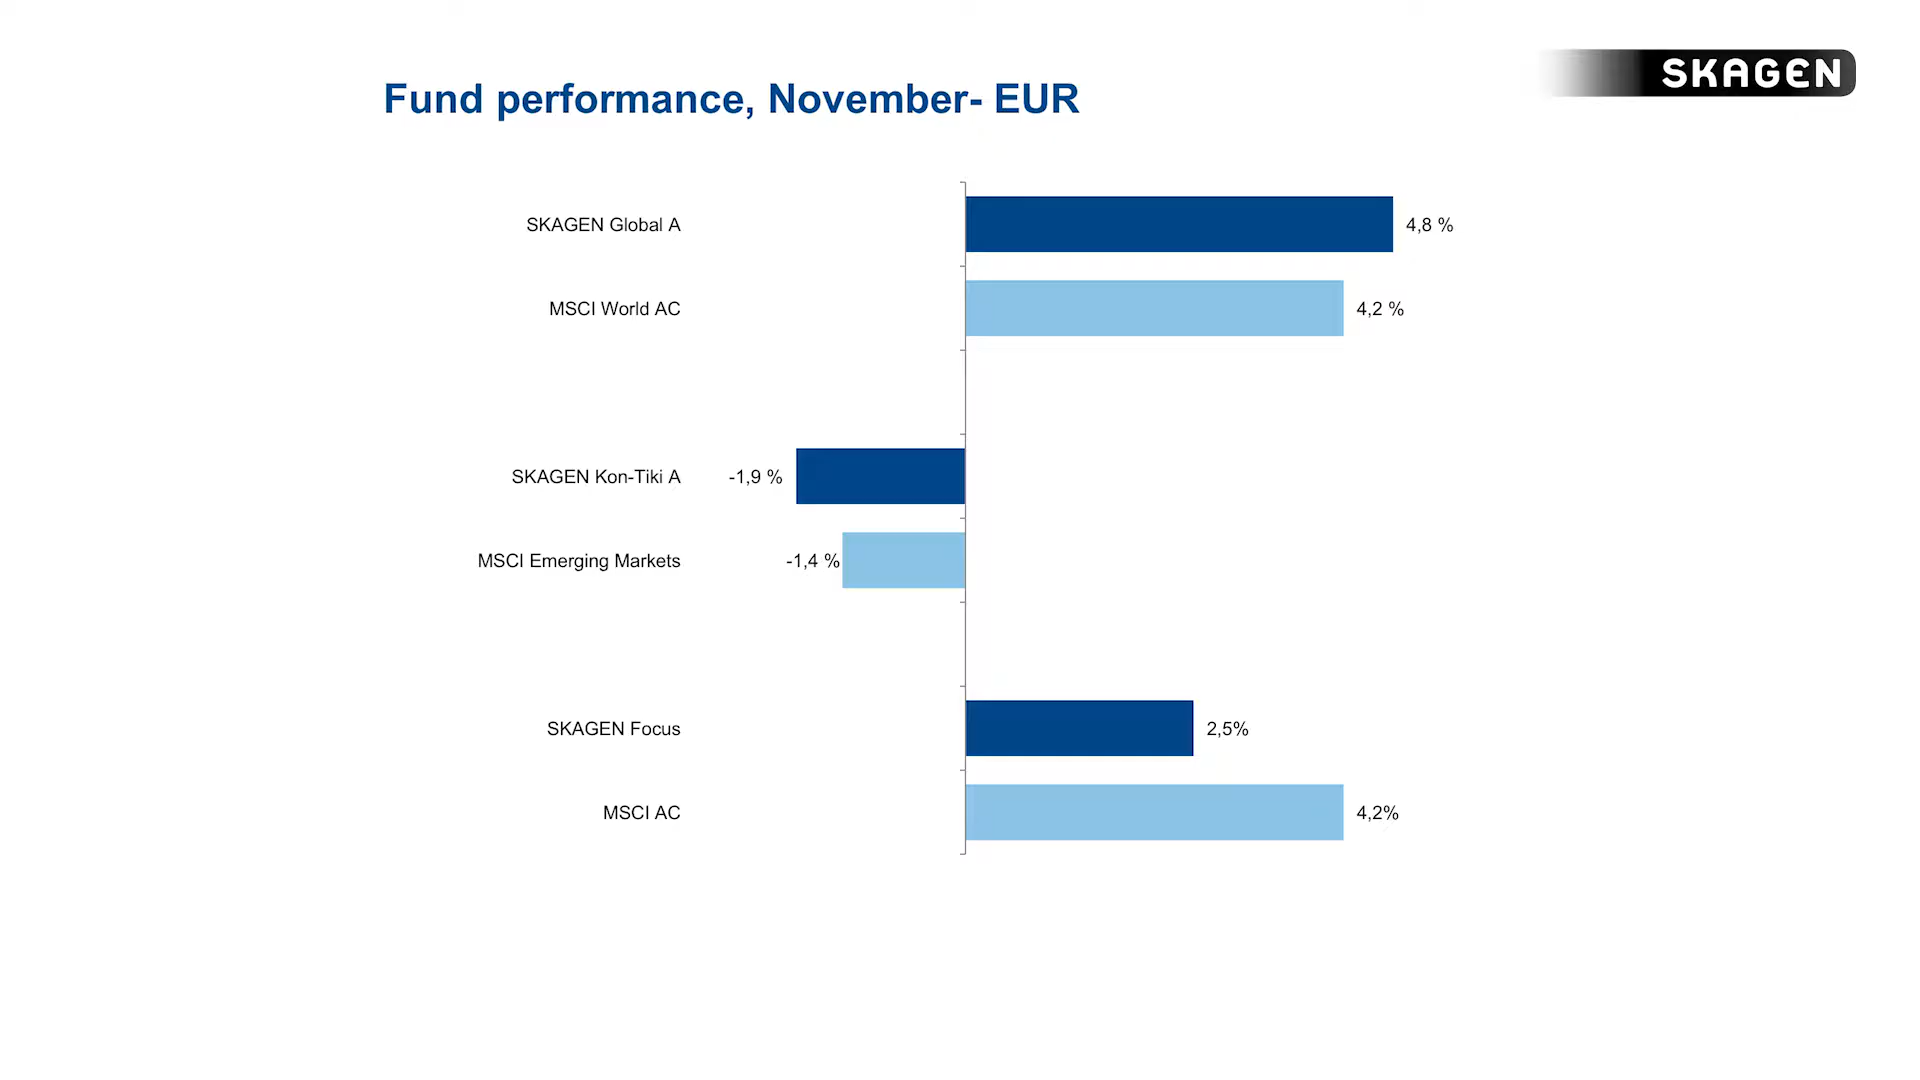 SKAGEN
Fund performance, November- EUR
SKAGEN Global A
4,8 %
MSCI World AC
4,2 %
SKAGEN Kon-Tiki A
-1,9 %
MSCI Emerging Markets
-1,4 %
SKAGEN Focus
2,5%
MSCI AC
4,2%